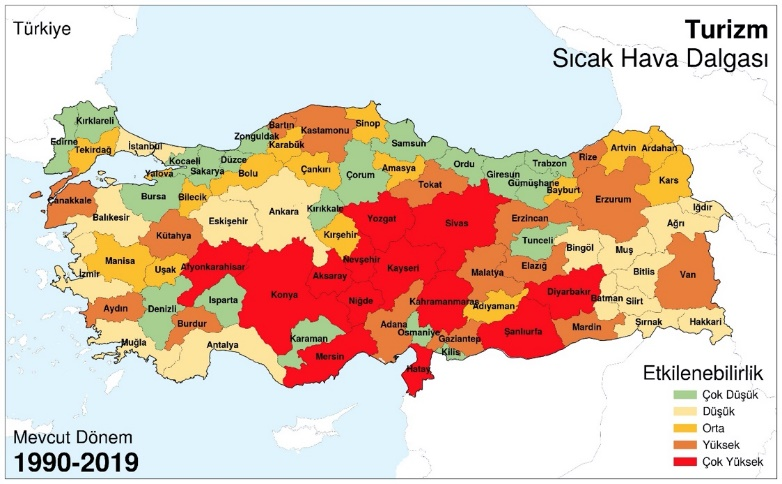 Türkiye
Turizm
Sıcak Hava Dalgası
Kırklareli
Edirne
Tekirdağ
İstanbul
Kocaeli
Yalova
Sakarya
Düzce
Zonguldak
Bartın
Karabük
Kastamonu
Sinop
Samsun
Ordu
Giresun
Trabzon
Rize
Artvin
Ardahan
Kars
Gümüşhane
Bayburt
Bolu
Çankırı
Çorum
Amasya
Tokat
Çanakkale
Balıkesir
Bursa
Bilecik
Eskişehir
Ankara
Kırıkkale
Yozgat
Sivas
Erzincan
Erzurum
Iğdır
Ağrı
Kütahya
Kırşehir
Tunceli
Bingöl
Muş
Manisa
Uşak
İzmir
Afyonkarahisar
Nevşehir
Aksaray
Kayseri
Malatya
Elazığ
Bitlis
Van
Konya
Niğde
Kahramanmaraş
Adıyaman
Diyarbakır
Batman
Siirt
Aydın
Denizli
Isparta
Burdur
Karaman
Adana
Osmaniye
Gaziantep
Şanlıurfa
Mardin
Şırnak
Hakkari
Muğla
Antalya
Mersin
Hatay
Kilis
Etkilenebilirlik
Çok Düşük
Düşük
Orta
Yüksek
Çok Yüksek
Mevcut Dönem
1990-2019